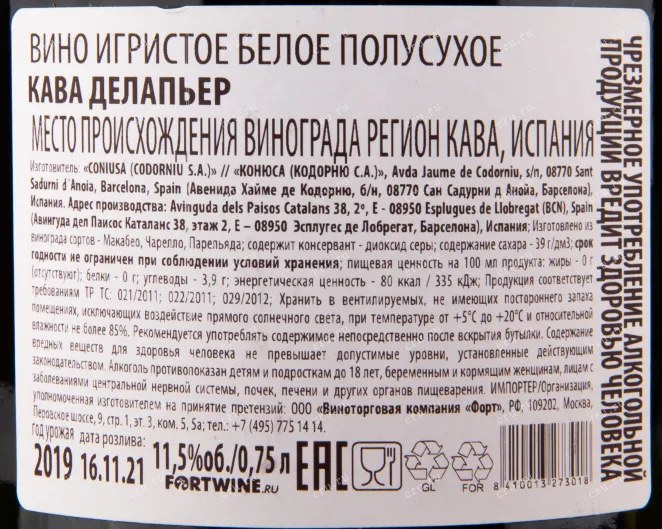 ВИНО ИГРИСТОЕ БЕЛОЕ ПОЛУСУХОЕ
КАВА ДЕЛАПЬЕР
МЕСТО ПРОИСХОЖДЕНИЯ ВИНОГРАДА РЕГИОН КАВА, ИСПАНИЯ
Изготовитель: «CONIUSA (CODORNIU S.A.)» // «КОНЮСА (КОДОРНЮ С.А.)», Avda Jaume de Codorniu, s/n, 08770 Sant
Sadurni d`Anoia, Barcelona, Spain (Авенида Хайме де Кодорню, б/н, 08770 Сан Садурни д Анойа, Барселона),
Испания. Адрес производства: Avinguda dels Paisos Catalans 38, 2º, E - 08950 Esplugues de Llobregat (BCN), Spain
(Авингуда дел Паисос Каталанс 38, этаж 2, Е – 08950 Эсплугес де Лобрегат, Барселона), Испания; Изготовлено из
винограда сортов - Макабео, Чарелло, Парельяда; содержит консервант - диоксид серы; содержание сахара - 39 г/дм3; срок
годности не ограничен при соблюдении условий хранения; пищевая ценность на 100 мл продукта: жиры - 0 г
(отсутствуют); белки - 0 г; углеводы - 3,9 г; энергетическая ценность - 80 ккал / 335 кДж; Продукция соответствует
требованиям ТР ТС: 021/2011; 022/2011; 029/2012; Хранить в вентилируемых, не имеющих постороннего запаха
помещениях, исключающих воздействие прямого солнечного света, при температуре от +5°С до +20°С и относительной
влажности не более 85%. Рекомендуется употреблять содержимое непосредственно после вскрытия бутылки. Содержание
вредных веществ для здоровья человека не превышает допустимые уровни, установленные действующим
законодательством. Алкоголь противопоказан детям и подросткам до 18 лет, беременным и кормящим женщинам, лицам с
заболеваниями центральной нервной системы, почек, печени и других органов пищеварения. ИМПОРТЕР/Организация,
уполномоченная изготовителем на принятие претензий: ООО «Виноторговая компания «Форт», РФ, 109202, Москва,
Перовское шоссе, 9, стр. 1, эт. 3, ком. 5, 5а; тел.: +7 (495) 775 14 14.
год урожая дата розлива:
2019 16.11.21 11,5%об./0,75 л EAC
FORTWINE.RU
GL FOR
8 410013 273018
ЧРЕЗМЕРНОЕ УПОТРЕБЛЕНИЕ АЛКОГОЛЬНОЙ
ПРОДУКЦИИ ВРЕДИТ ЗДОРОВЬЮ ЧЕЛОВЕКА